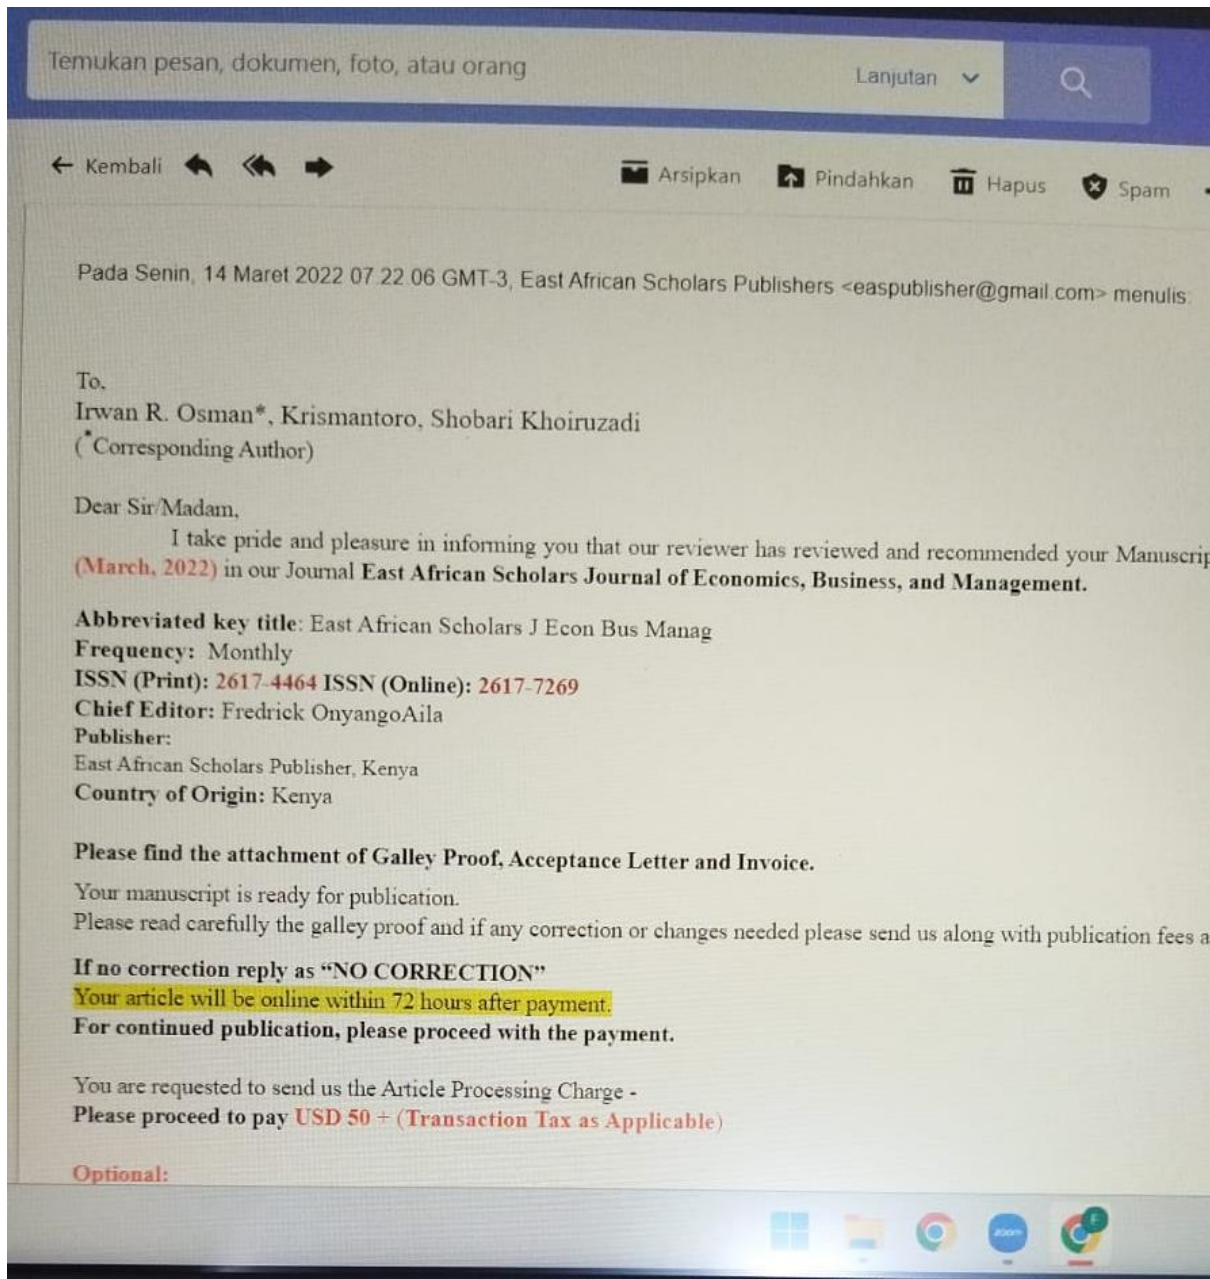 Temukan pesan, dokumen, foto, atau orang
Lanjutan
Kembali
Arsipkan
Pindahkan
Hapus
Spam
Pada Senin, 14 Maret 2022 07.22.06 GMT-3, East African Scholars Publishers <easpublisher@gmail.com> menulis:
To,
Irwan R. Osman*, Krismantoro, Shobari Khoiruzadi
(*Corresponding Author)
Dear Sir/Madam,
I take pride and pleasure in informing you that our reviewer has reviewed and recommended your Manuscrip
(March, 2022) in our Journal East African Scholars Journal of Economics, Business, and Management.
Abbreviated key title: East African Scholars J Econ Bus Manag
Frequency: Monthly
ISSN (Print): 2617-4464 ISSN (Online): 2617-7269
Chief Editor: Fredrick OnyangoAila
Publisher:
East African Scholars Publisher, Kenya
Country of Origin: Kenya
Please find the attachment of Galley Proof, Acceptance Letter and Invoice.
Your manuscript is ready for publication.
Please read carefully the galley proof and if any correction or changes needed please send us along with publication fees a
If no correction reply as “NO CORRECTION”
Your article will be online within 72 hours after payment.
For continued publication, please proceed with the payment.
You are requested to send us the Article Processing Charge -
Please proceed to pay USD 50 + (Transaction Tax as Applicable)
Optional:
zoom
F